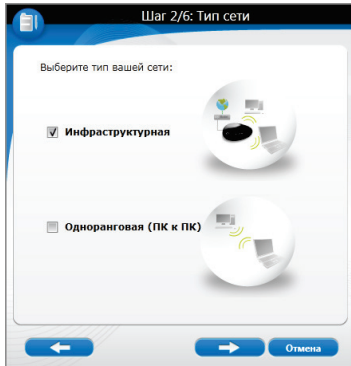 Шаг 2/6: Тип сети
Выберите тип вашей сети:
Инфраструктурная
Одноранговая (ПК к ПК)
Отмена